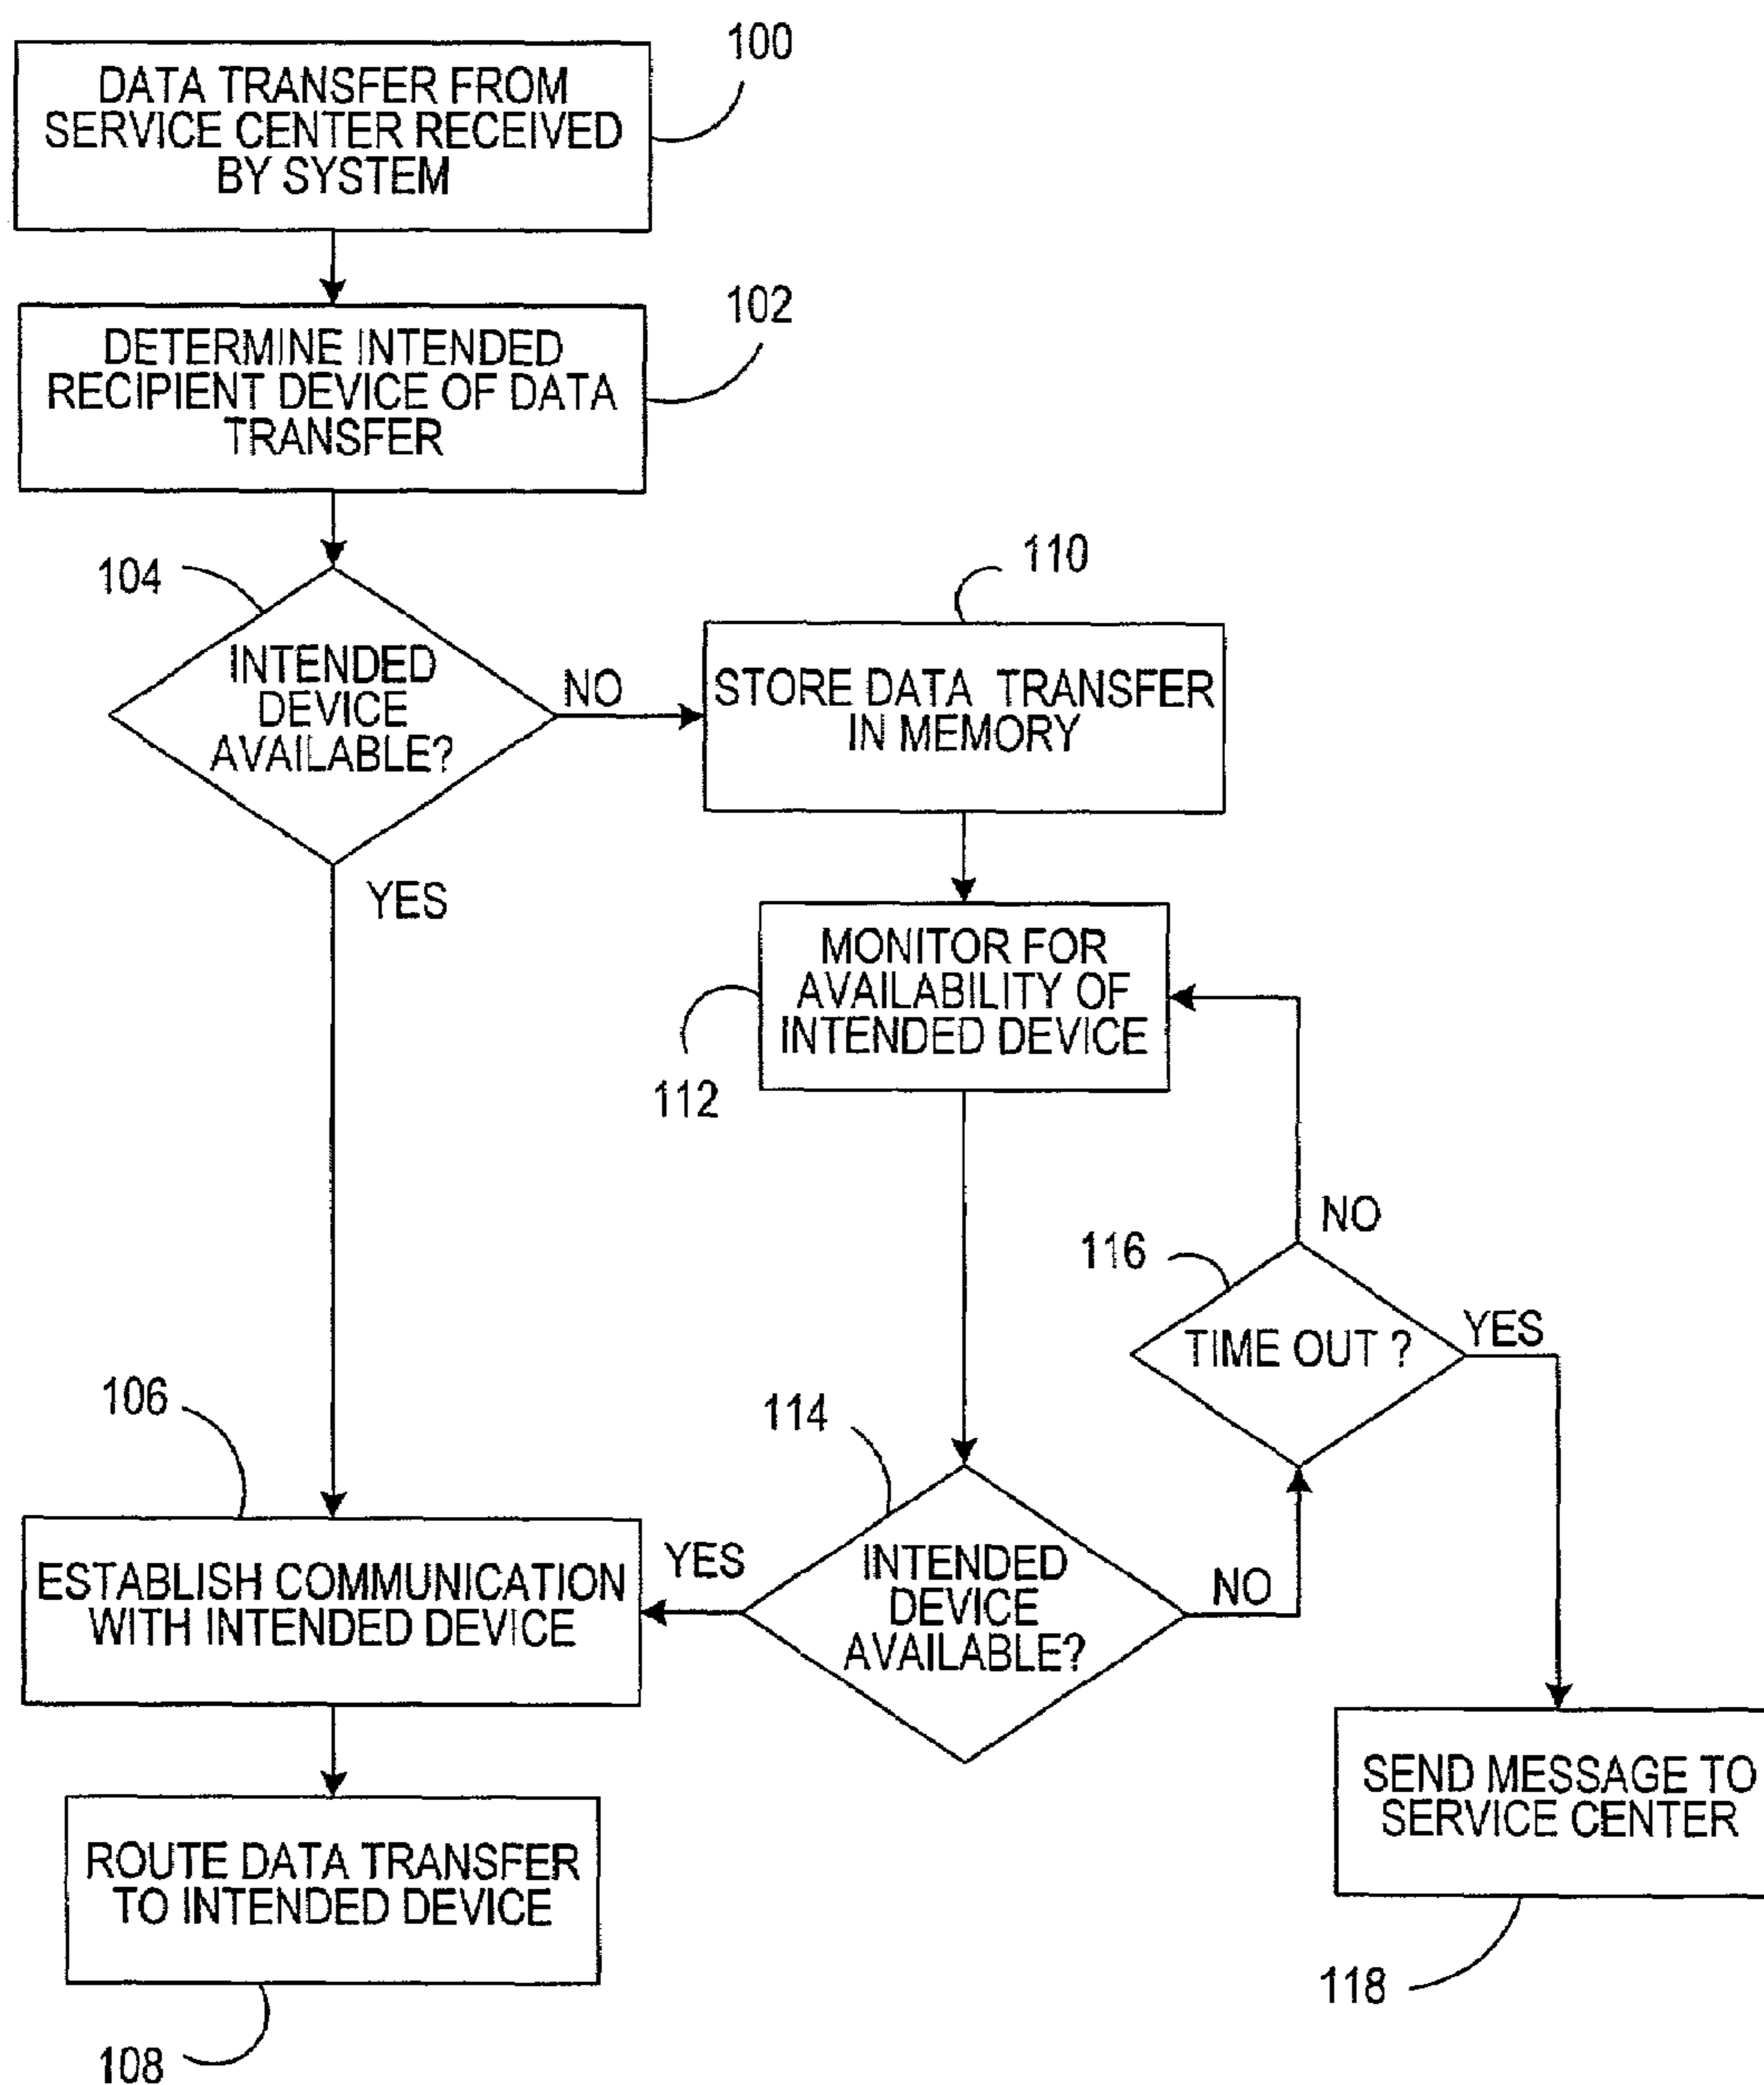 100
DATA TRANSFER FROM
SERVICE CENTER RECEIVED
BY SYSTEM
102
DETERMINE INTENDED
RECIPIENT DEVICE OF DATA
TRANSFER
104
INTENDED
DEVICE
AVAILABLE?
NO
YES
110
STORE DATA TRANSFER
IN MEMORY
MONITOR FOR
AVAILABILITY OF
INTENDED DEVICE
112
NO
116
TIME OUT ?
YES
106
114
ESTABLISH COMMUNICATION
WITH INTENDED DEVICE
YES
INTENDED
DEVICE
AVAILABLE?
NO
ROUTE DATA TRANSFER
TO INTENDED DEVICE
108
SEND MESSAGE TO
SERVICE CENTER
118